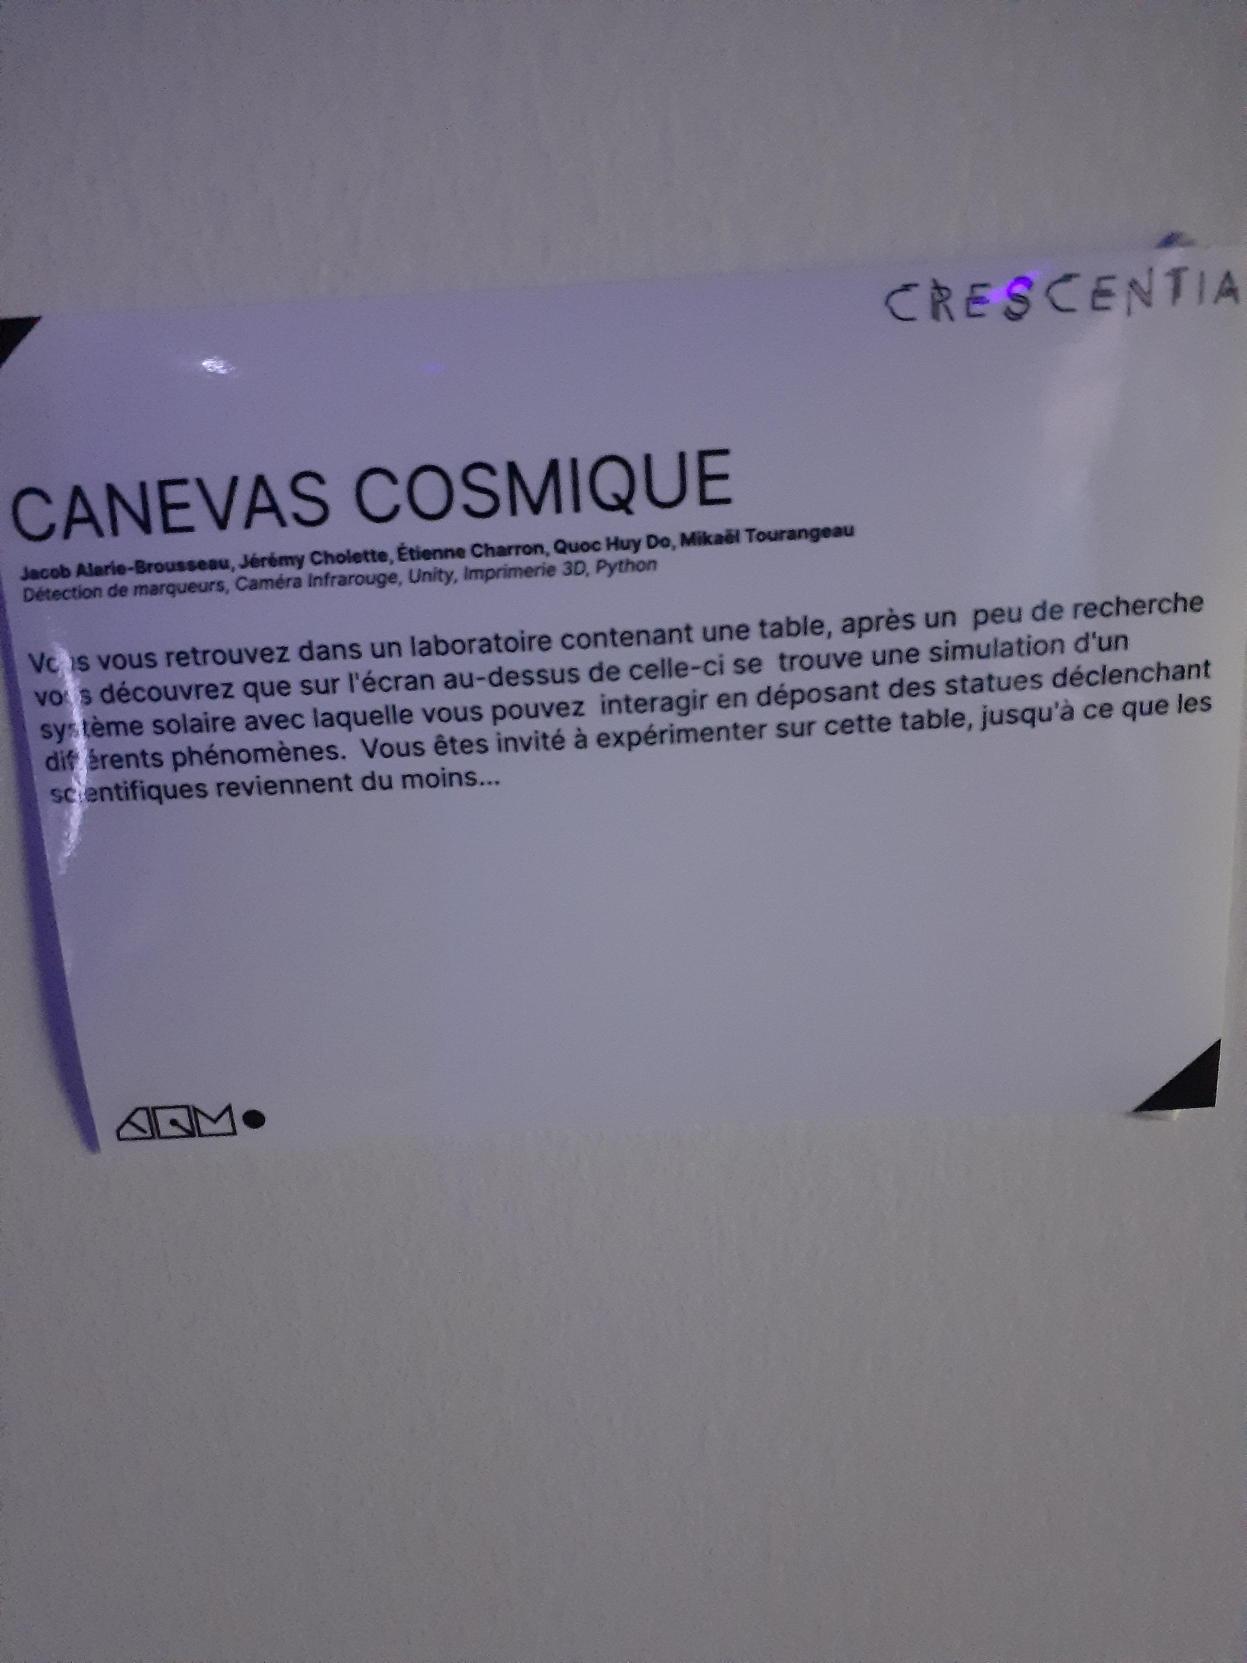 CRESCENTIA
CANEVAS COSMIQUE
Jacob Alarie-Brousseau, Jérémy Cholette, Étienne Charron, Quoc Huy Do, Mikaël Tourangeau
Détection de marqueurs, Caméra Infrarouge, Unity, Imprimerie 3D, Python
Vous vous retrouvez dans un laboratoire contenant une table, après un peu de recherche
vous découvrez que sur l'écran au-dessus de celle-ci se trouve une simulation d'un
système solaire avec laquelle vous pouvez interagir en déposant des statues déclenchant
différents phénomènes. Vous êtes invité à expérimenter sur cette table, jusqu'à ce que les
scientifiques reviennent du moins...